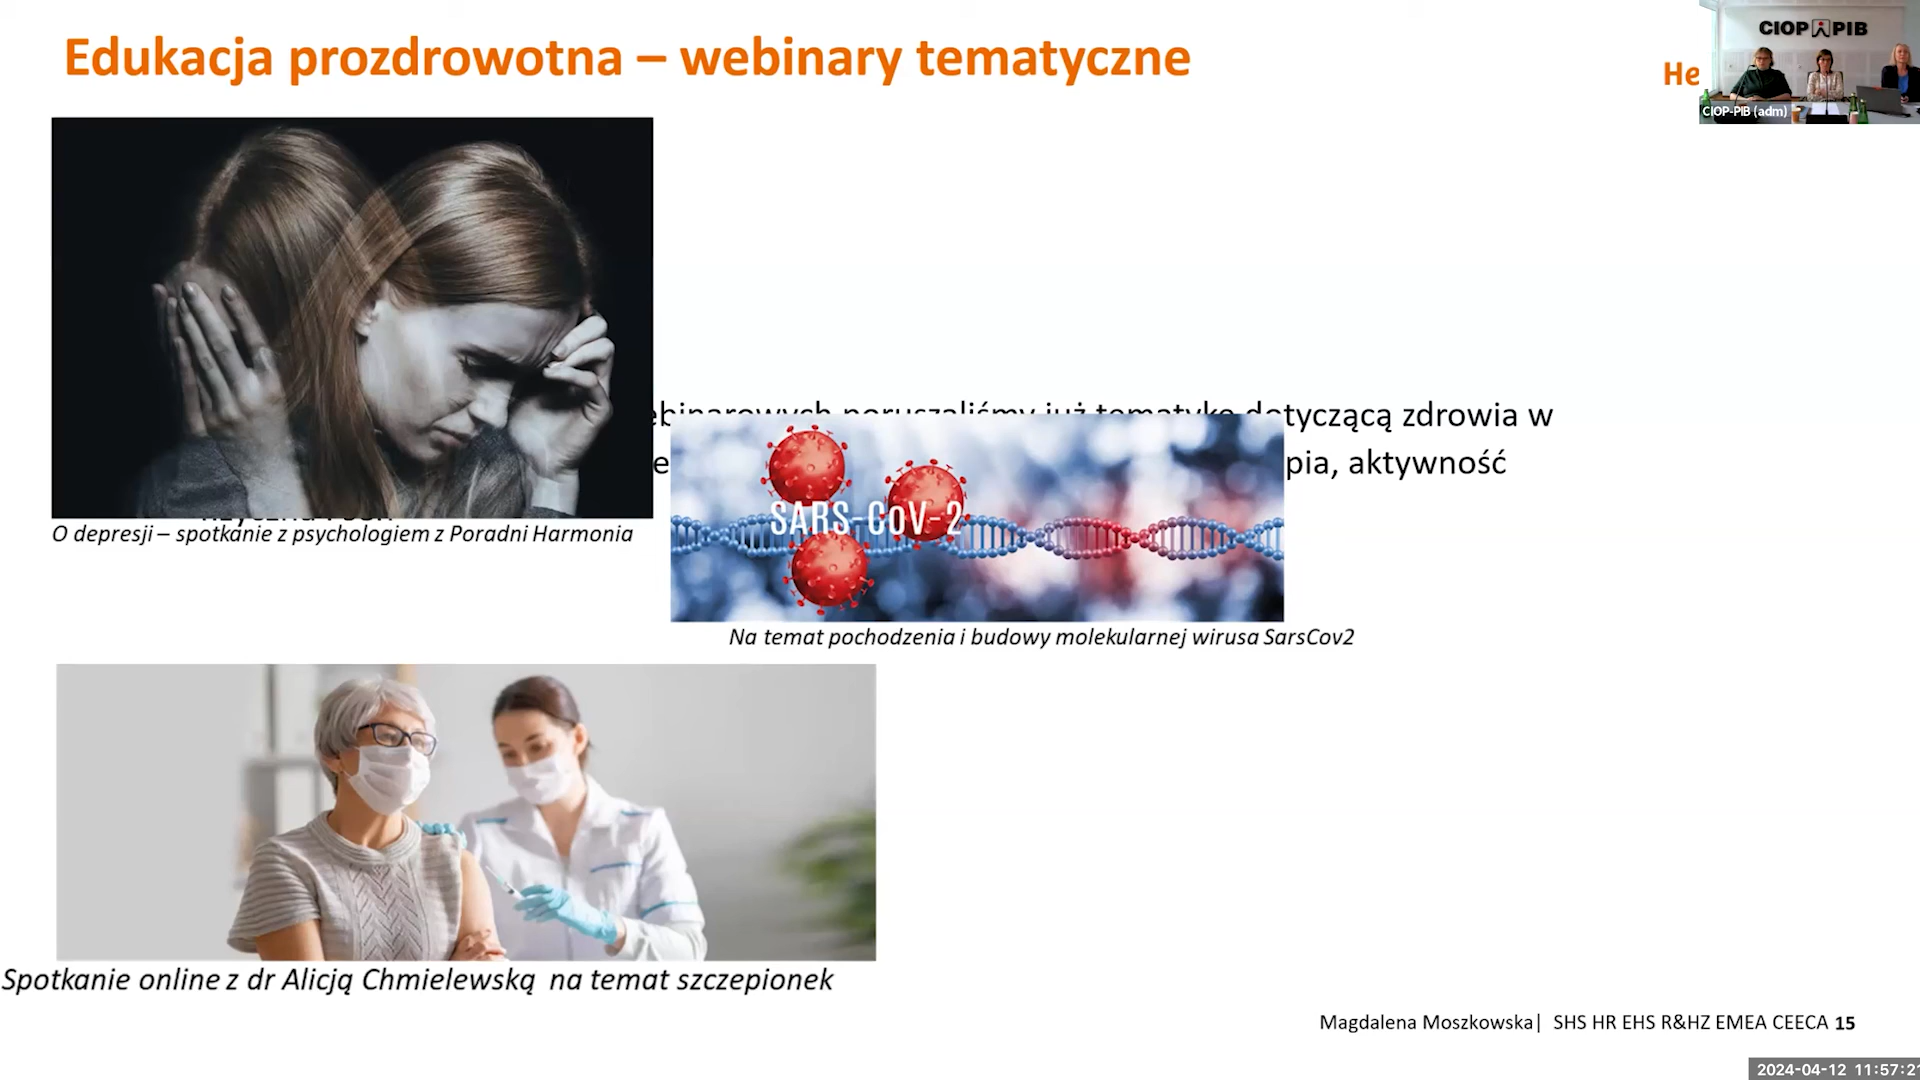 Edukacja prozdrowotna – webinary tematyczne
He
CIOP PIB
CIOP-PIB (adm)
ebinarowych poruszaliśmy już tematykę dotyczącą zdrowia w
pia, aktywność
SARS-CoV-2
O depresji – spotkanie z psychologiem z Poradni Harmonia
Na temat pochodzenia i budowy molekularnej wirusa SarsCov2
Spotkanie online z dr Alicją Chmielewską na temat szczepionek
Magdalena Moszkowska| SHS HR EHS R&HZ EMEA CEECA 15
2024-04-12 11:57:21